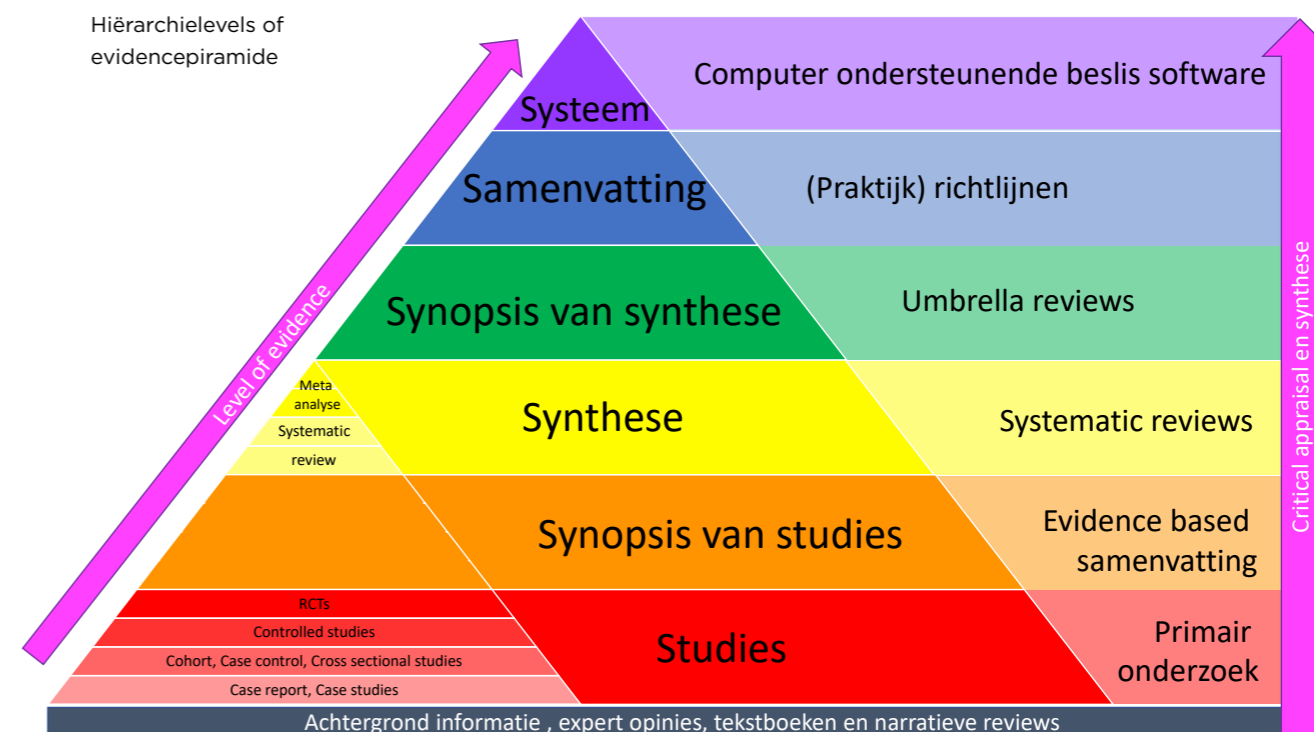 Hiërarchielevels of
evidencepiramide
Computer ondersteunende beslis software
Systeem
Samenvatting
(Praktijk) richtlijnen
Level of evidence
Synopsis van synthese
Umbrella reviews
Critical appraisal en synthese
Meta
analyse
Systematic
review
Synthese
Systematic reviews
Synopsis van studies
Evidence based
samenvatting
RCTs
Controlled studies
Cohort, Case control, Cross sectional studies
Case report, Case studies
Studies
Primair
onderzoek
Achtergrond informatie , expert opinies, tekstboeken en narratieve reviews